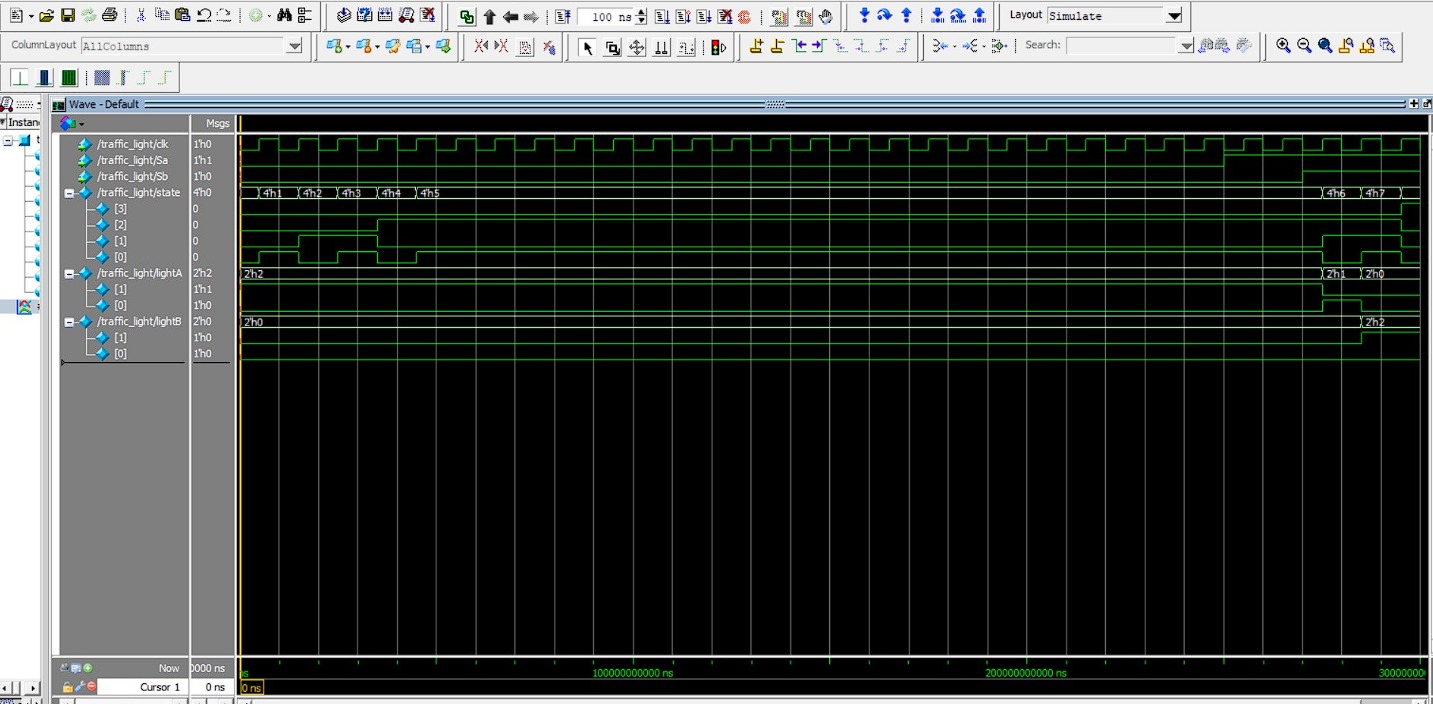 100 ns
Layout Simulate
ColumnLayout AllColumns
Search:
Wave - Default
Instan
Msgs
/traffic_light/clk 1'h0
/traffic_light/Sa 1'h1
/traffic_light/Sb 1'h0
/traffic_light/state 4'h0 4'h1 4'h2 4'h3 4'h4 4'h5 4'h6 4'h7
[3] 0
[2] 0
[1] 0
[0] 0
/traffic_light/lightA 2'h2 2'h2 2'h1 2'h0
[1] 1'h1
[0] 1'h0
/traffic_light/lightB 2'h0 2'h0 2'h2
[1] 1'h0
[0] 1'h0
Now 0000 ns ns 100000000000 ns 200000000000 ns 30000000
Cursor 1 0 ns 0 ns